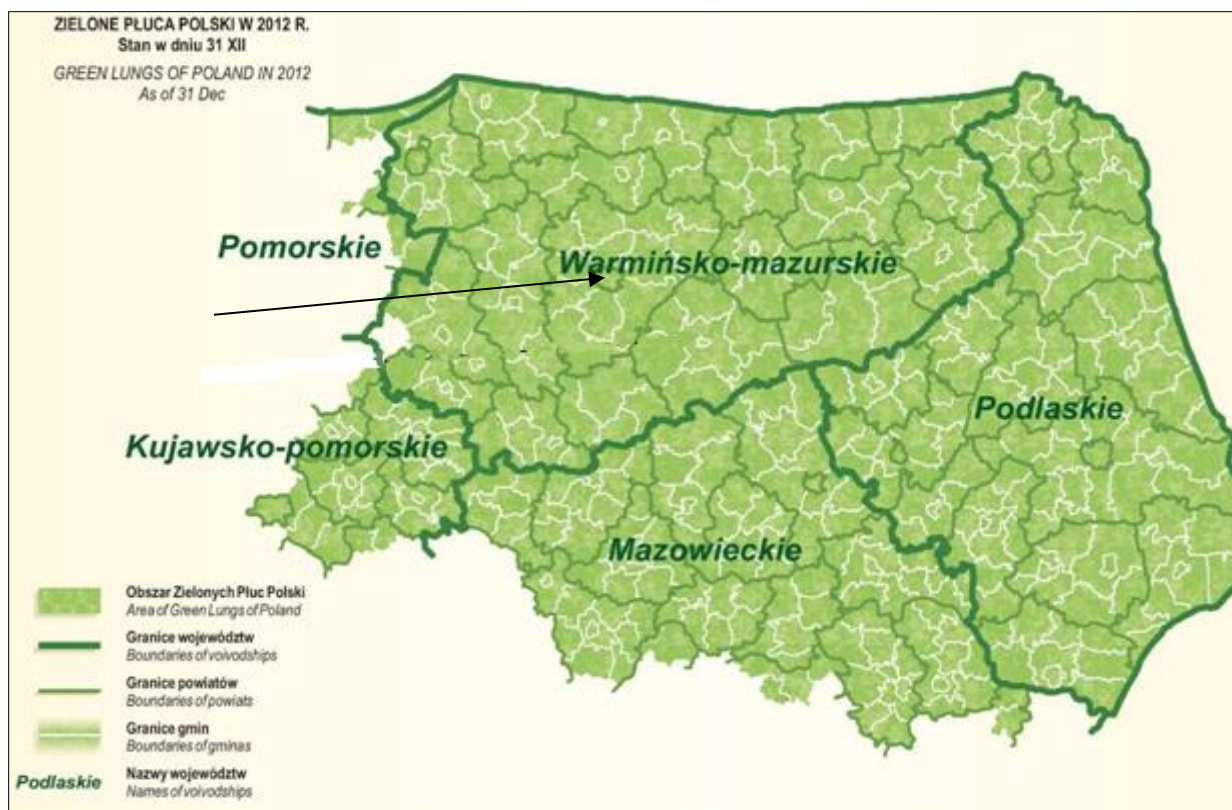 ZIELONE PŁUCA POLSKI W 2012 R.
Stan w dniu 31 XII
GREEN LUNGS OF POLAND IN 2012
As of 31 Dec
Pomorskie
Warmińsko-mazurskie
Podlaskie
Kujawsko-pomorskie
Mazowieckie
Obszar Zielonych Płuc Polski
Area of Green Lungs of Poland
Granice województw
Boundaries of voivodships
Granice powiatów
Boundaries of powiats
Granice gmin
Boundaries of gminas
Podlaskie
Nazwy województw
Names of voivodships